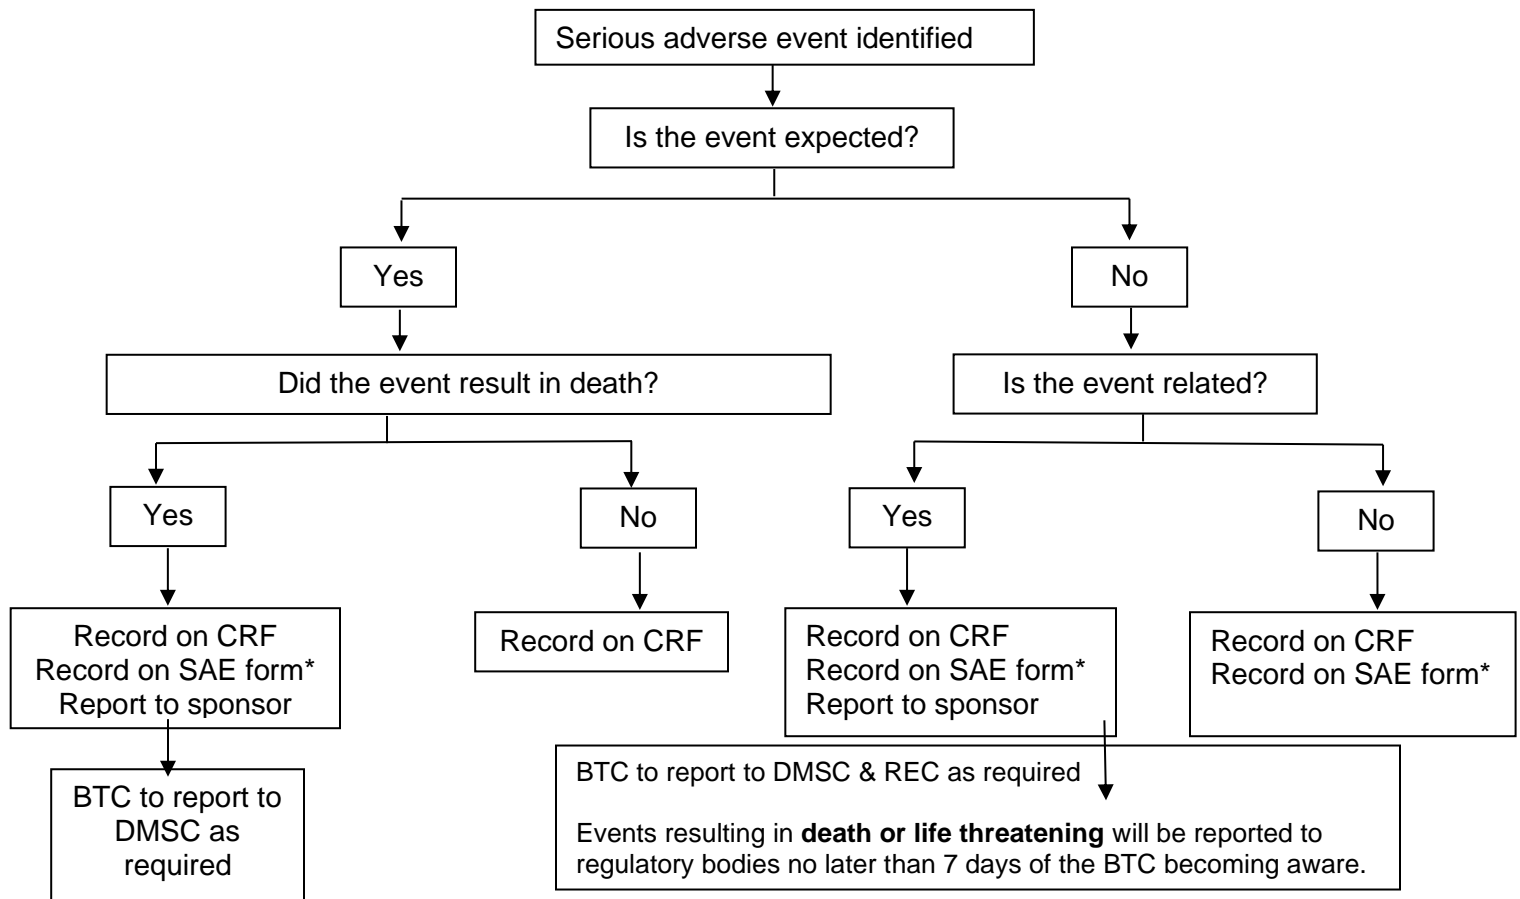 Serious adverse event identified
Is the event expected?
Yes
No
Did the event result in death?
Is the event related?
Yes
No
Yes
No
Record on CRF
Record on SAE form*
Report to sponsor
Record on CRF
Record on CRF
Record on SAE form*
Report to sponsor
Record on CRF
Record on SAE form*
BTC to report to
DMSC as
required
BTC to report to DMSC & REC as required
Events resulting in death or life threatening will be reported to
regulatory bodies no later than 7 days of the BTC becoming aware.